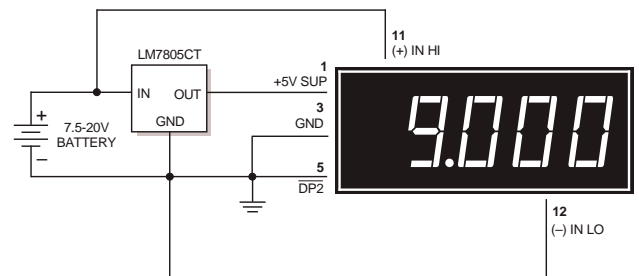 11
(+) IN HI
LM7805CT
1
+5V SUP
IN OUT
GND
3
GND
+
7.5-20V
BATTERY
–
5
DP2
9.000
12
(–) IN LO